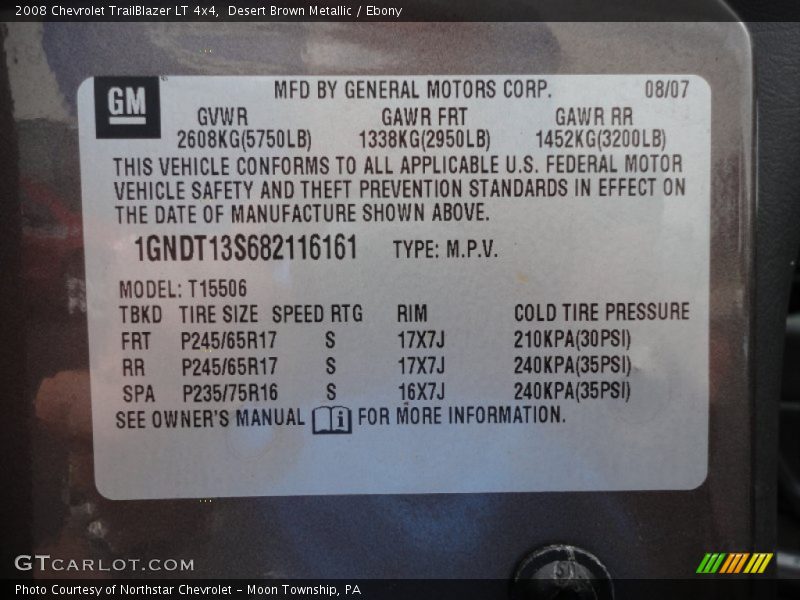 2008 Chevrolet TrailBlazer LT 4x4,  Desert Brown Metallic / Ebony
GM
MFD BY GENERAL MOTORS CORP. 08/07
GVWR GAWR FRT GAWR RR
2608KG(5750LB) 1338KG(2950LB) 1452KG(3200LB)
THIS VEHICLE CONFORMS TO ALL APPLICABLE U.S. FEDERAL MOTOR
VEHICLE SAFETY AND THEFT PREVENTION STANDARDS IN EFFECT ON
THE DATE OF MANUFACTURE SHOWN ABOVE.
1GNDT13S682116161 TYPE: M.P.V.
MODEL: T15506
TBKD TIRE SIZE SPEED RTG RIM COLD TIRE PRESSURE
FRT P245/65R17 S 17X7J 210KPA(30PSI)
RR P245/65R17 S 17X7J 240KPA(35PSI)
SPA P235/75R16 S 16X7J 240KPA(35PSI)
SEE OWNER'S MANUAL i FOR MORE INFORMATION.
GTCARLOT.COM
Photo Courtesy of Northstar Chevrolet - Moon Township, PA